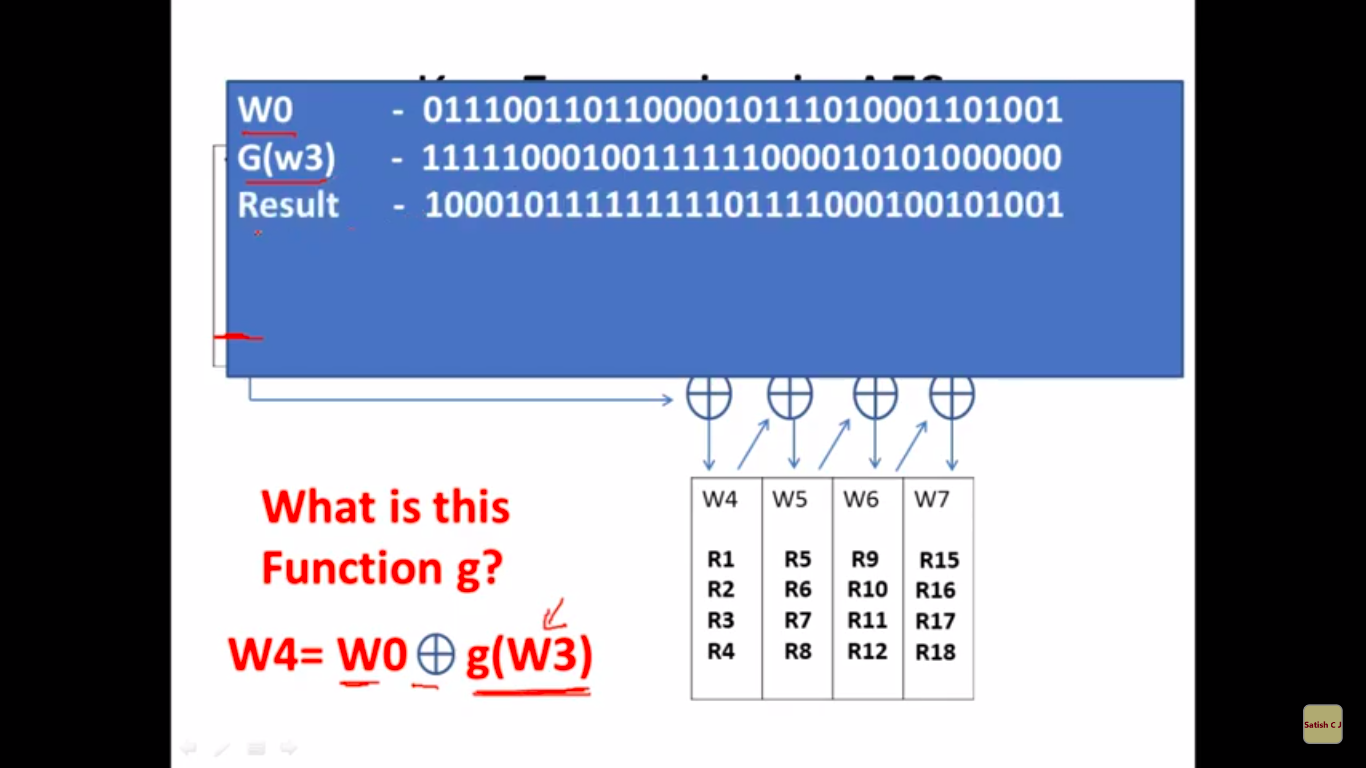 W0 - 01110011011000010111010001101001
G(w3) - 11111000100111111000010101000000
Result - 10001011111111101111000100101001
What is this
Function g?
W4= W0 ⊕ g(W3)
W4 W5 W6 W7
R1 R5 R9 R15
R2 R6 R10 R16
R3 R7 R11 R17
R4 R8 R12 R18
Satish C J